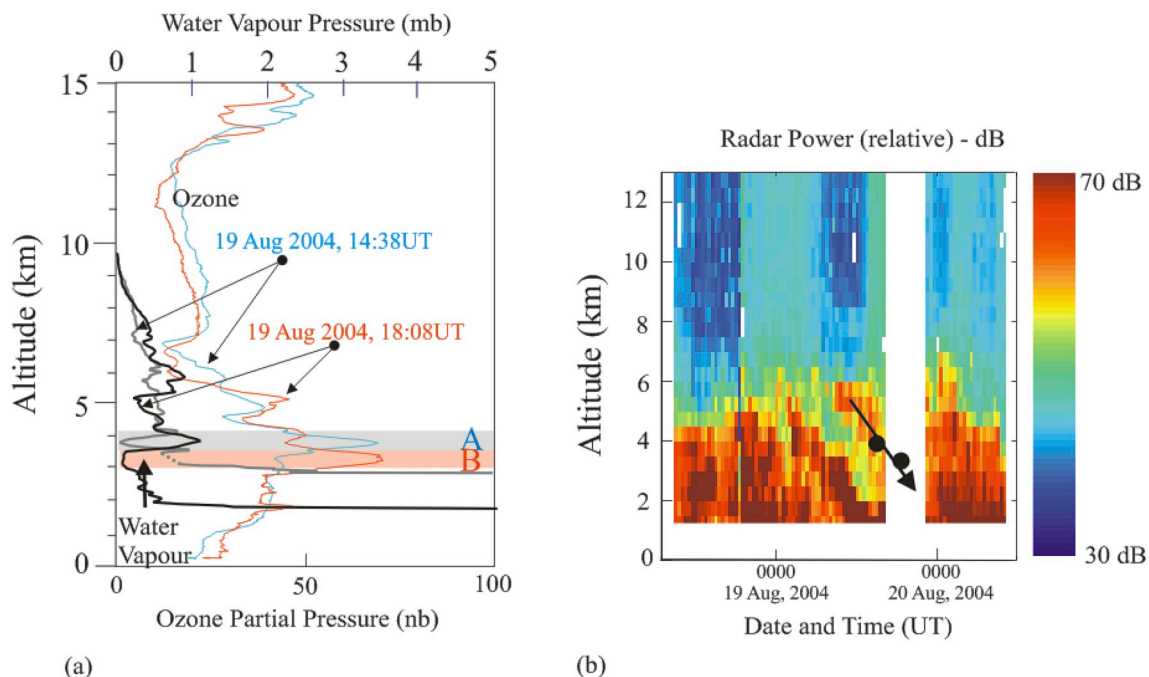 Water Vapour Pressure (mb)
0 1 2 3 4 5
15
10
5
0
Altitude (km)
Ozone
19 Aug 2004, 14:38UT
19 Aug 2004, 18:08UT
A
B
Water
Vapour
0 50 100
Ozone Partial Pressure (nb)
(a)
Radar Power (relative) - dB
12
10
8
6
4
2
0
Altitude (km)
70 dB
30 dB
0000 0000
19 Aug, 2004 20 Aug, 2004
Date and Time (UT)
(b)